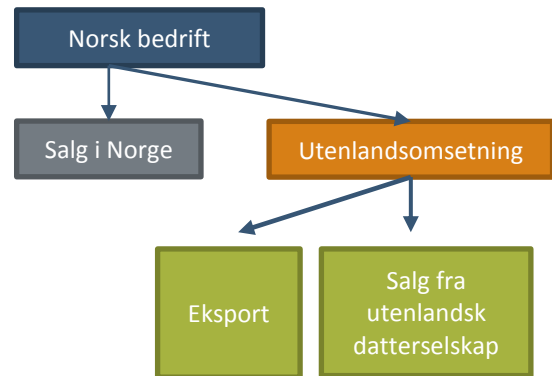 Norsk bedrift
Salg i Norge
Utenlandsomsetning
Eksport
Salg fra
utenlandsk
datterselskap